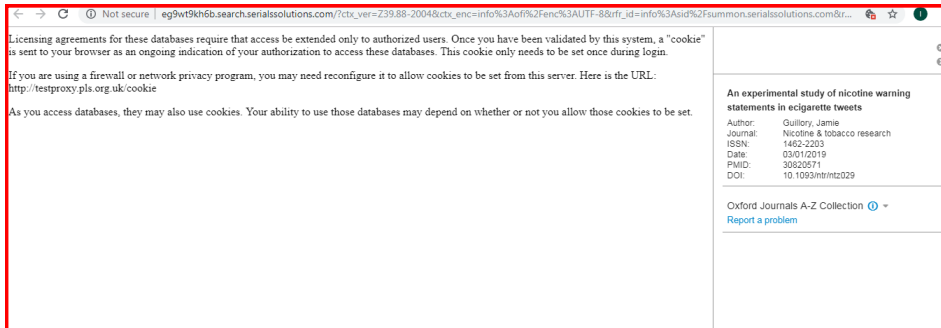 Not secure | eg9wt9kh6b.search.serialssolutions.com/?ctx_ver=Z39.88-2004&ctx_enc=info%3Aofi%2Fenc%3AUTF-8&rfr_id=info%3Asid%2Fsummon.serialssolutions.com&r...
Licensing agreements for these databases require that access be extended only to authorized users. Once you have been validated by this system, a "cookie"
is sent to your browser as an ongoing indication of your authorization to access these databases. This cookie only needs to be set once during login.
If you are using a firewall or network privacy program, you may need reconfigure it to allow cookies to be set from this server. Here is the URL:
http://testproxy.pls.org.uk/cookie
As you access databases, they may also use cookies. Your ability to use those databases may depend on whether or not you allow those cookies to be set.
An experimental study of nicotine warning
statements in ecigarette tweets
Author: Guillory, Jamie
Journal: Nicotine & tobacco research
ISSN: 1462-2203
Date: 03/01/2019
PMID: 30820571
DOI: 10.1093/ntr/ntz029
Oxford Journals A-Z Collection
Report a problem